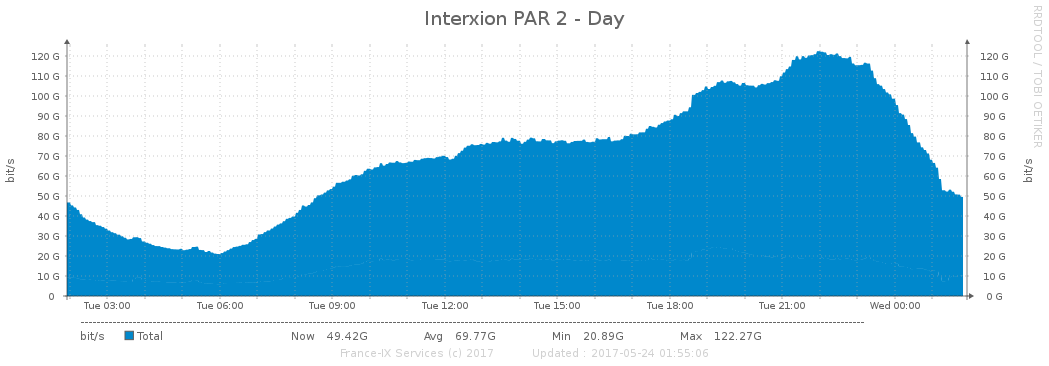 Interxion PAR 2 - Day
RRDTOOL / TOBI OETIKER
120 G 120 G
110 G 110 G
100 G 100 G
90 G 90 G
80 G 80 G
70 G 70 G
60 G 60 G
50 G 50 G
40 G 40 G
30 G 30 G
20 G 20 G
10 G 10 G
0 0 G
bit/s
bit/s
Tue 03:00 Tue 06:00 Tue 09:00 Tue 12:00 Tue 15:00 Tue 18:00 Tue 21:00 Wed 00:00
bit/s Total Now 49.42G Avg 69.77G Min 20.89G Max 122.27G
France-IX Services (c) 2017 Updated : 2017-05-24 01:55:06